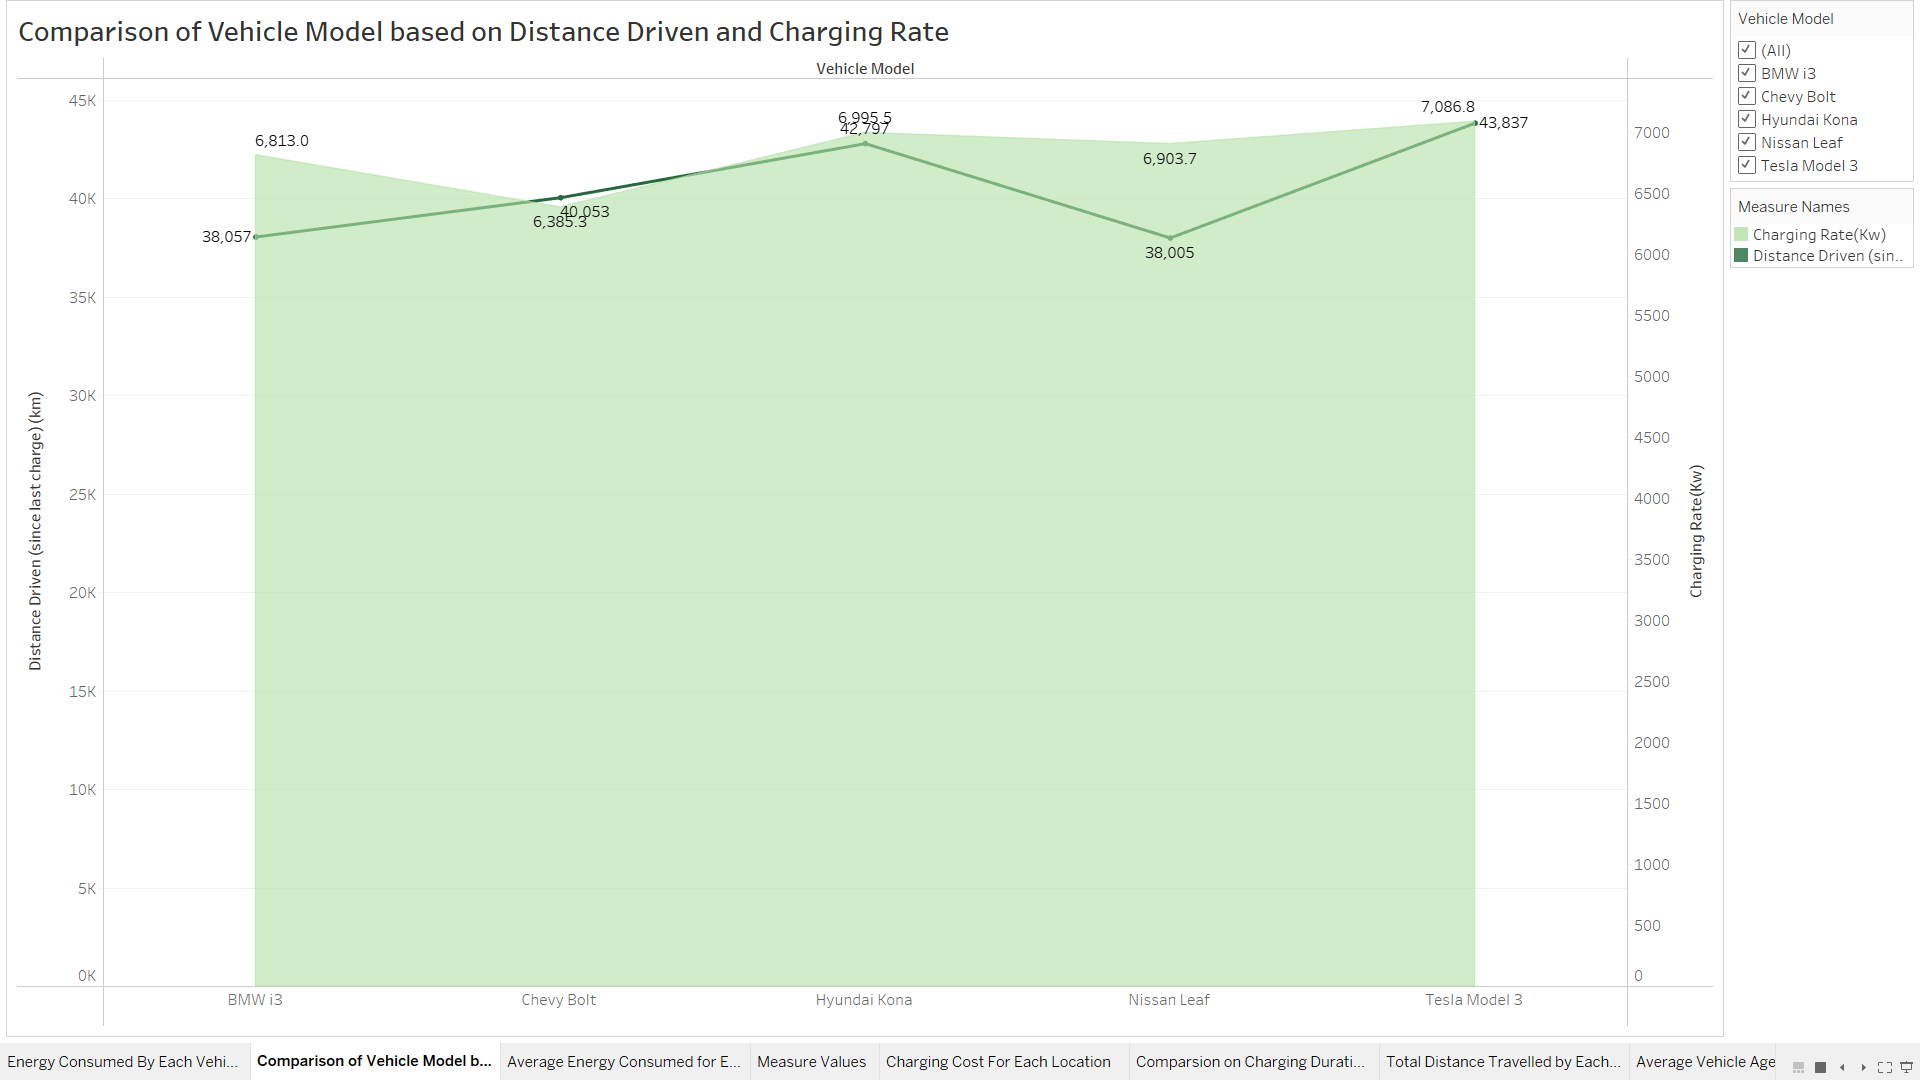 Comparison of Vehicle Model based on Distance Driven and Charging Rate
Vehicle Model
45K
40K
35K
30K
25K
20K
15K
10K
5K
0K
Distance Driven (since last charge) (km)
6,813.0
38,057
40,053
6,385.3
6,995.5
42,797
6,903.7
38,005
7,086.8
43,837
7000
6500
6000
5500
5000
4500
4000
3500
3000
2500
2000
1500
1000
500
0
Charging Rate(Kw)
BMW i3
Chevy Bolt
Hyundai Kona
Nissan Leaf
Tesla Model 3
Vehicle Model
(All)
BMW i3
Chevy Bolt
Hyundai Kona
Nissan Leaf
Tesla Model 3
Measure Names
Charging Rate(Kw)
Distance Driven (sin..
Energy Consumed By Each Vehi...
Comparison of Vehicle Model b...
Average Energy Consumed for E...
Measure Values
Charging Cost For Each Location
Comparsion on Charging Durati...
Total Distance Travelled by Each...
Average Vehicle Age